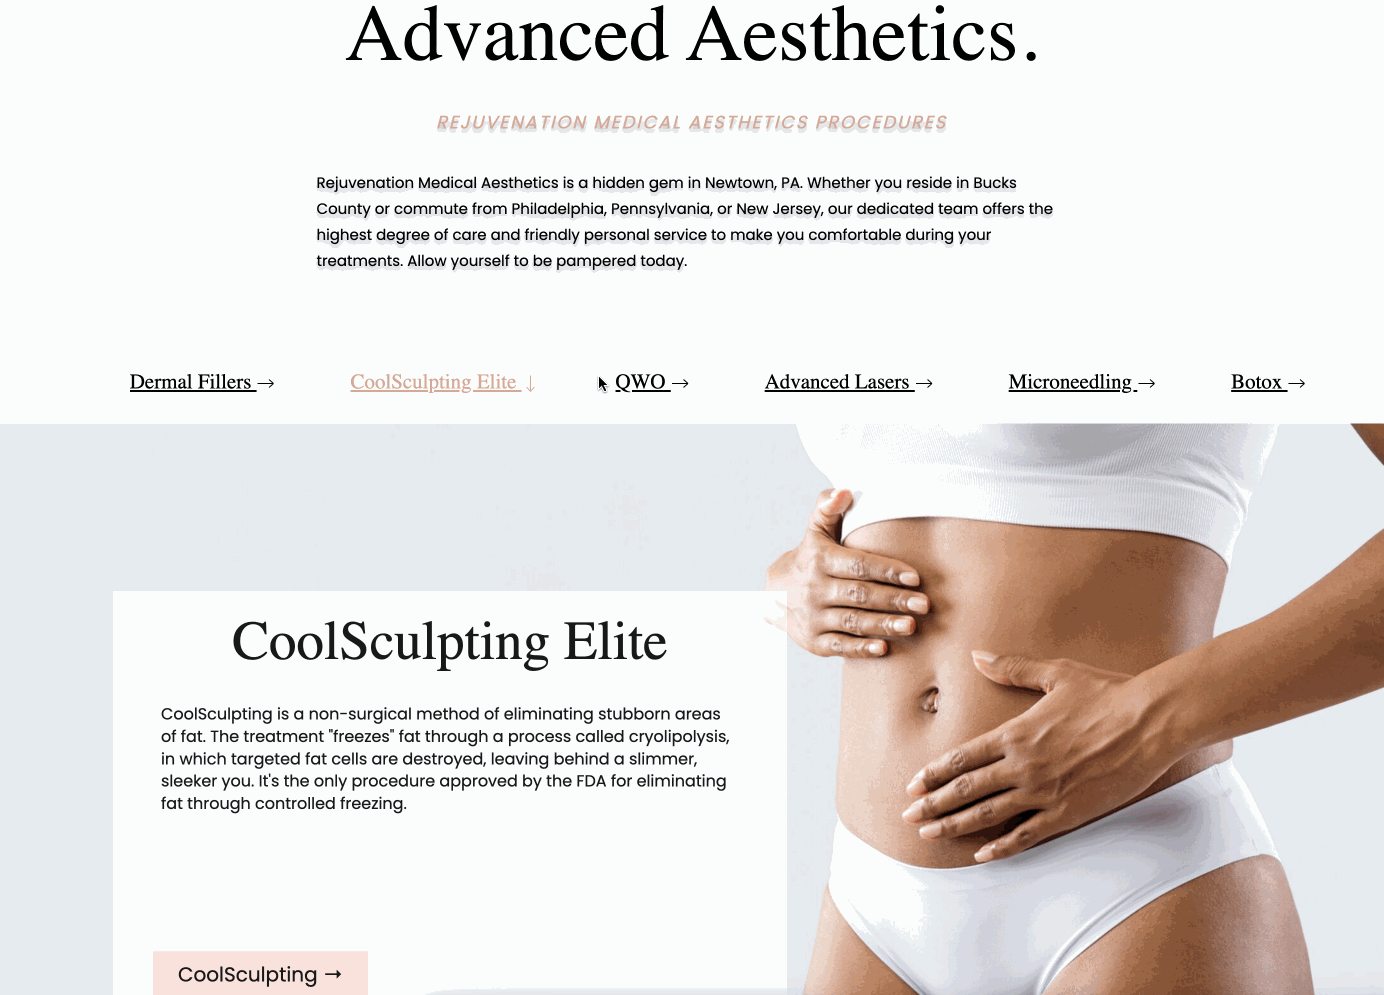 Advanced Aesthetics.
REJUVENATION MEDICAL AESTHETICS PROCEDURES
Rejuvenation Medical Aesthetics is a hidden gem in Newtown, PA. Whether you reside in Bucks
County or commute from Philadelphia, Pennsylvania, or New Jersey, our dedicated team offers the
highest degree of care and friendly personal service to make you comfortable during your
treatments. Allow yourself to be pampered today.
Dermal Fillers → CoolSculpting Elite ↓ QWO → Advanced Lasers → Microneedling → Botox →
CoolSculpting Elite
CoolSculpting is a non-surgical method of eliminating stubborn areas
of fat. The treatment "freezes" fat through a process called cryolipolysis,
in which targeted fat cells are destroyed, leaving behind a slimmer,
sleeker you. It's the only procedure approved by the FDA for eliminating
fat through controlled freezing.
CoolSculpting →